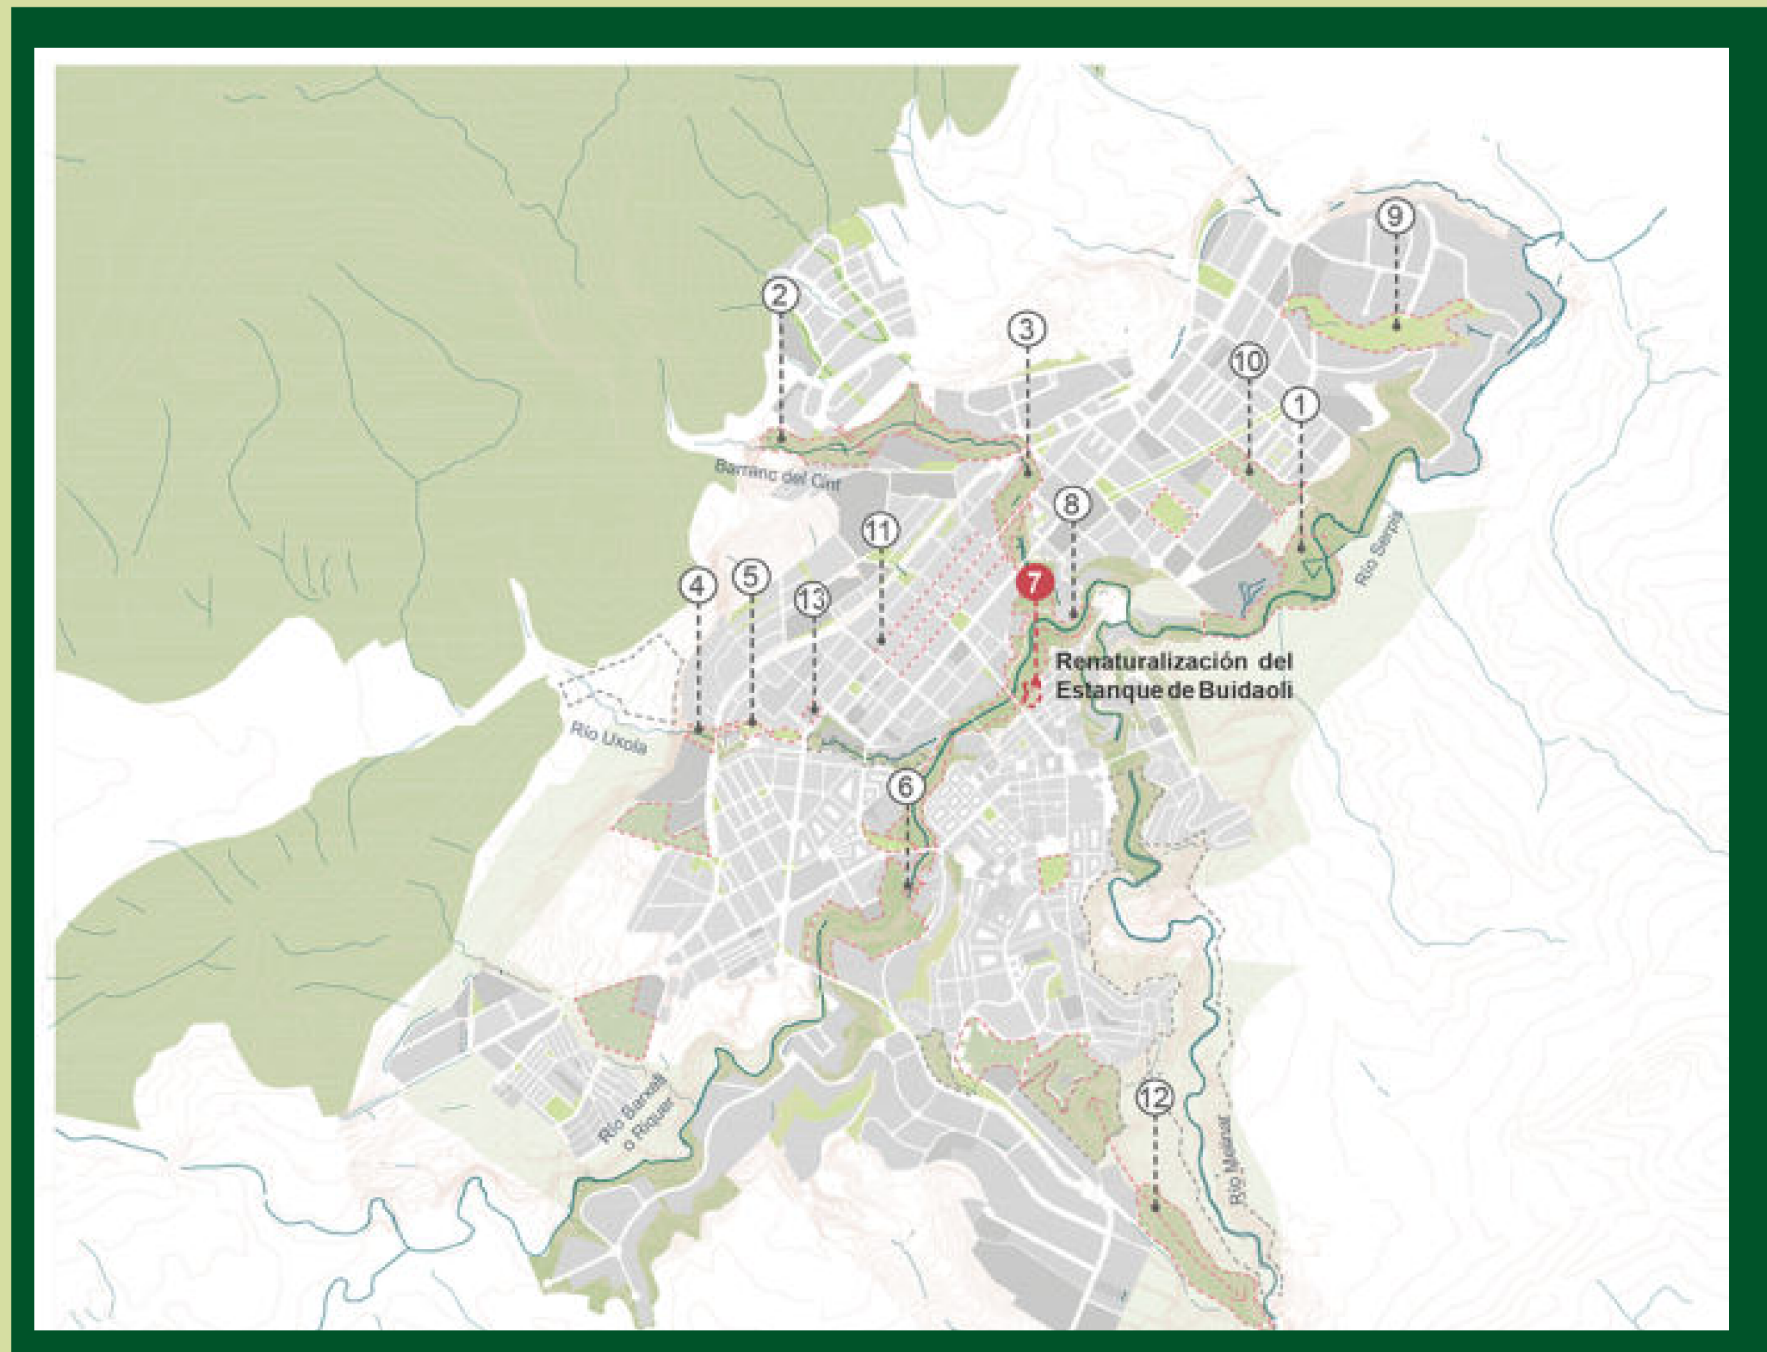 9
2
3
10
1
Barranc del Cint
8
11
Río Serpis
5
7
4
13
Renaturalización del
Estanque de Buidaoli
Río Uxola
6
Río Barxell
o Riquer
12
Río Molinar